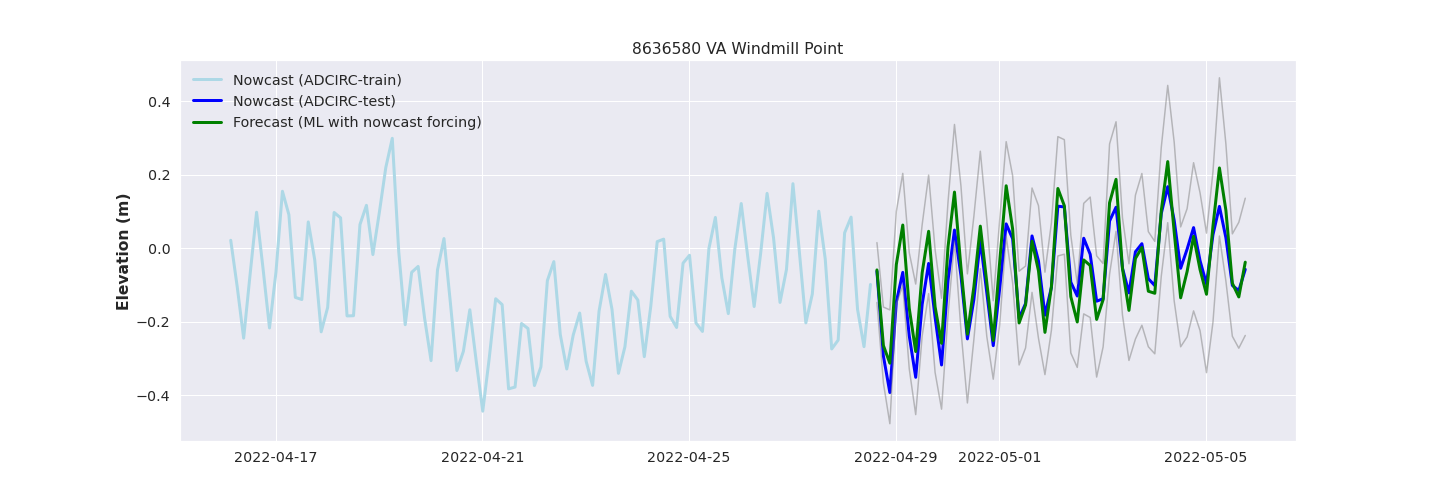 8636580 VA Windmill Point
Nowcast (ADCIRC-train)
Nowcast (ADCIRC-test)
Forecast (ML with nowcast forcing)
Elevation (m)
0.4
0.2
0.0
−0.2
−0.4
2022-04-17 2022-04-21 2022-04-25 2022-04-29 2022-05-01 2022-05-05